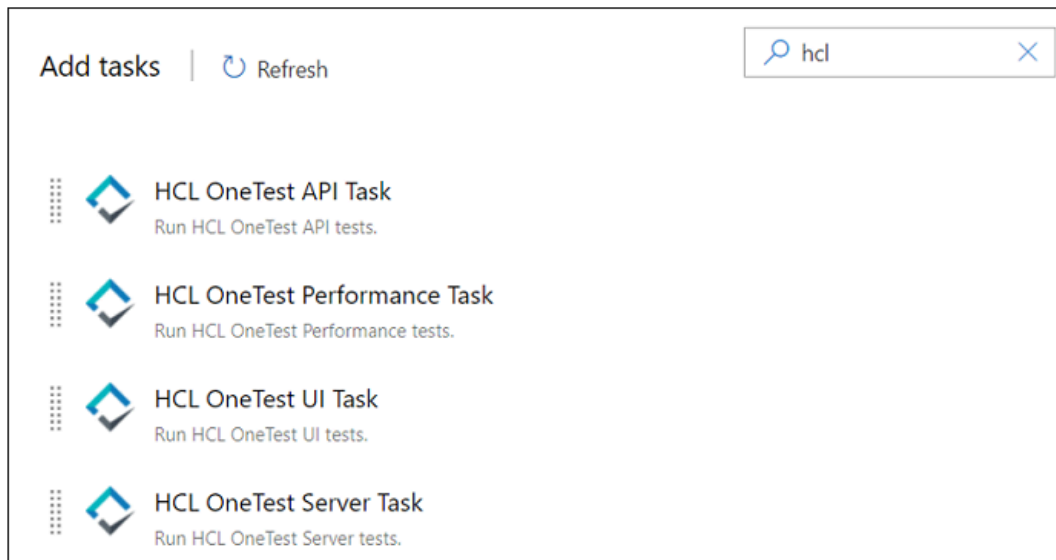 Add tasks
Refresh
hcl
HCL OneTest API Task
Run HCL OneTest API tests.
HCL OneTest Performance Task
Run HCL OneTest Performance tests.
HCL OneTest UI Task
Run HCL OneTest UI tests.
HCL OneTest Server Task
Run HCL OneTest Server tests.